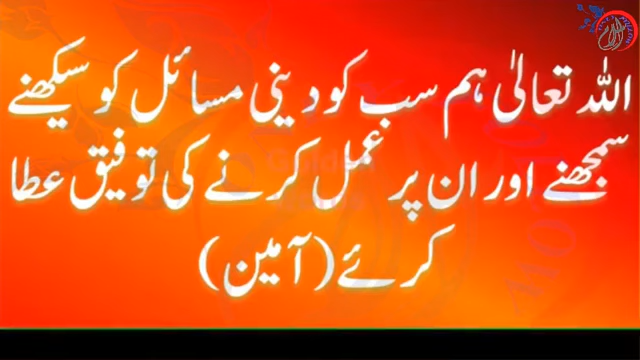 اللہ تعالیٰ ہم سب کو دینی مسائل کو سیکھنے
سمجھنے اور ان پر عمل کرنے کی توفیق عطا
کرئے (آمین)